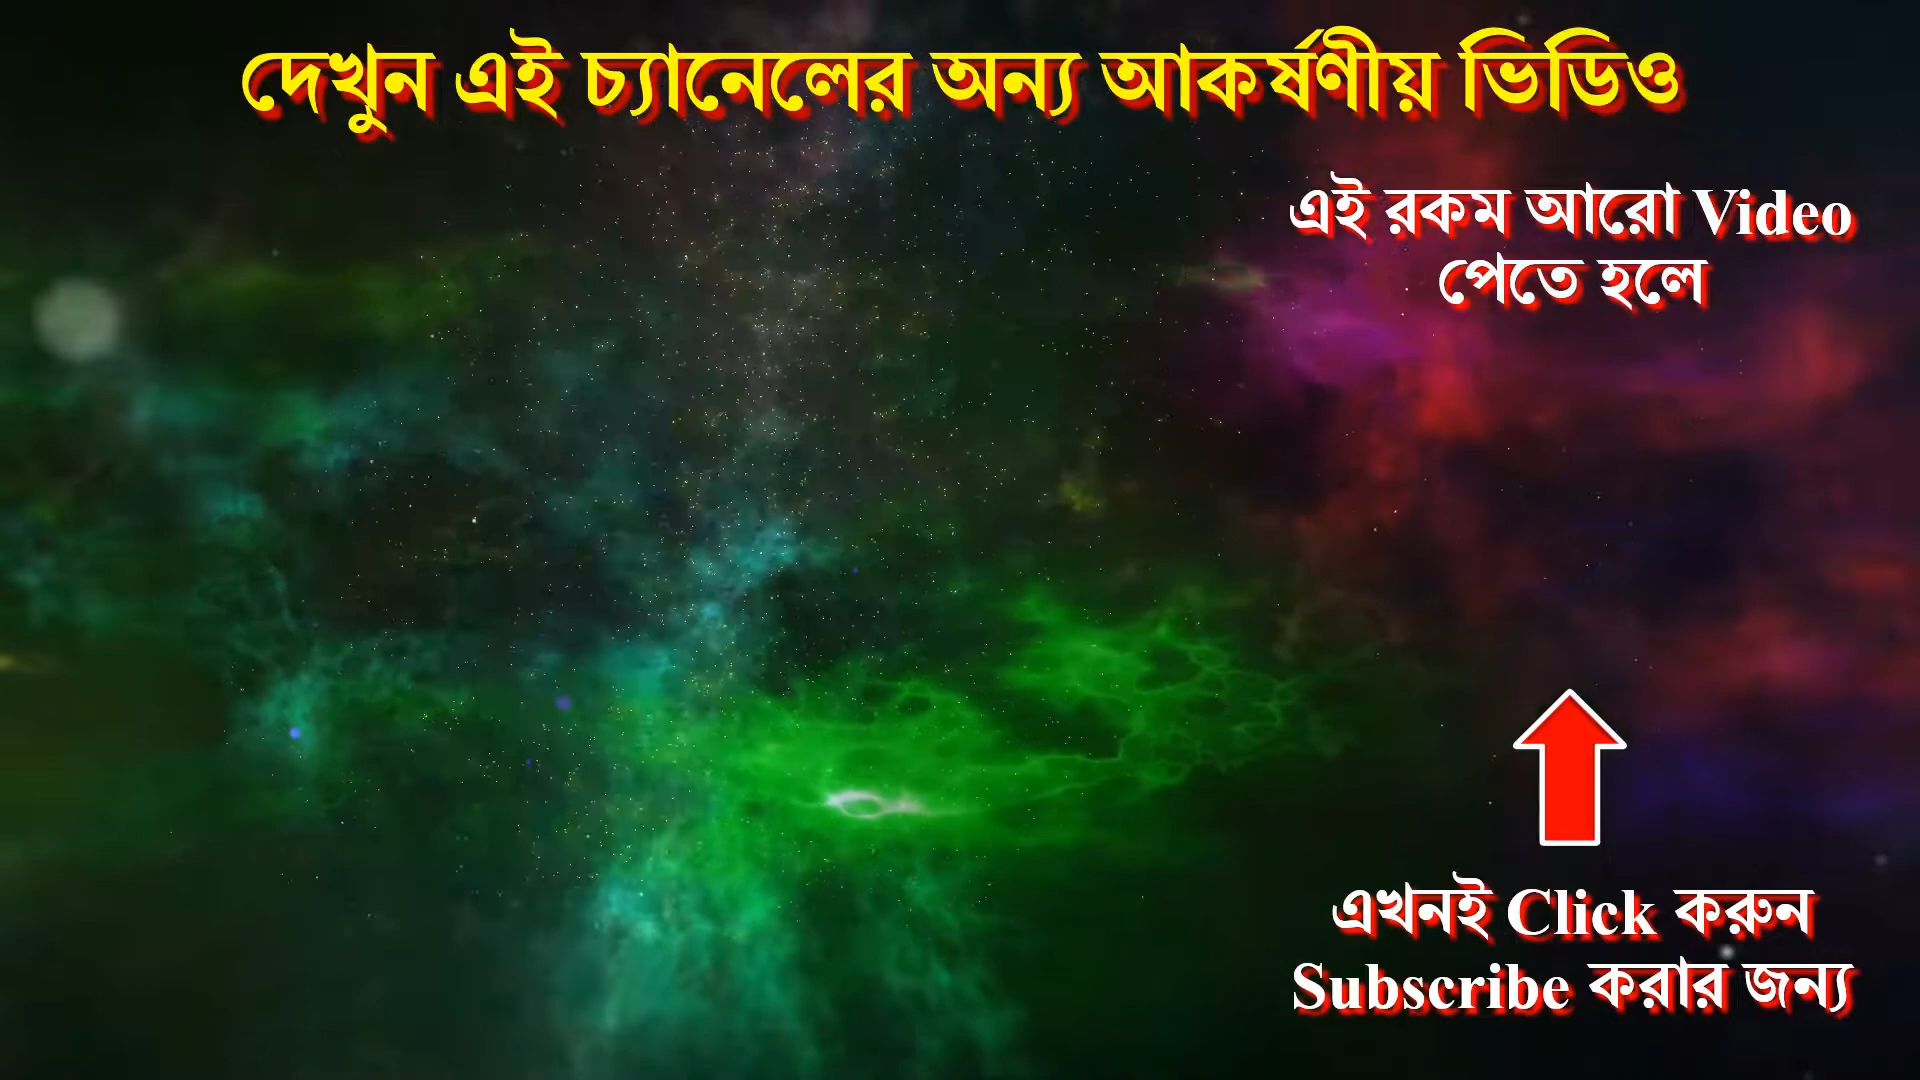 দেখুন এই চ্যানেলের অন্য আকর্ষণীয় ভিডিও
এই রকম আরো Video
পেতে হলে
এখনই Click করুন
Subscribe করার জন্য